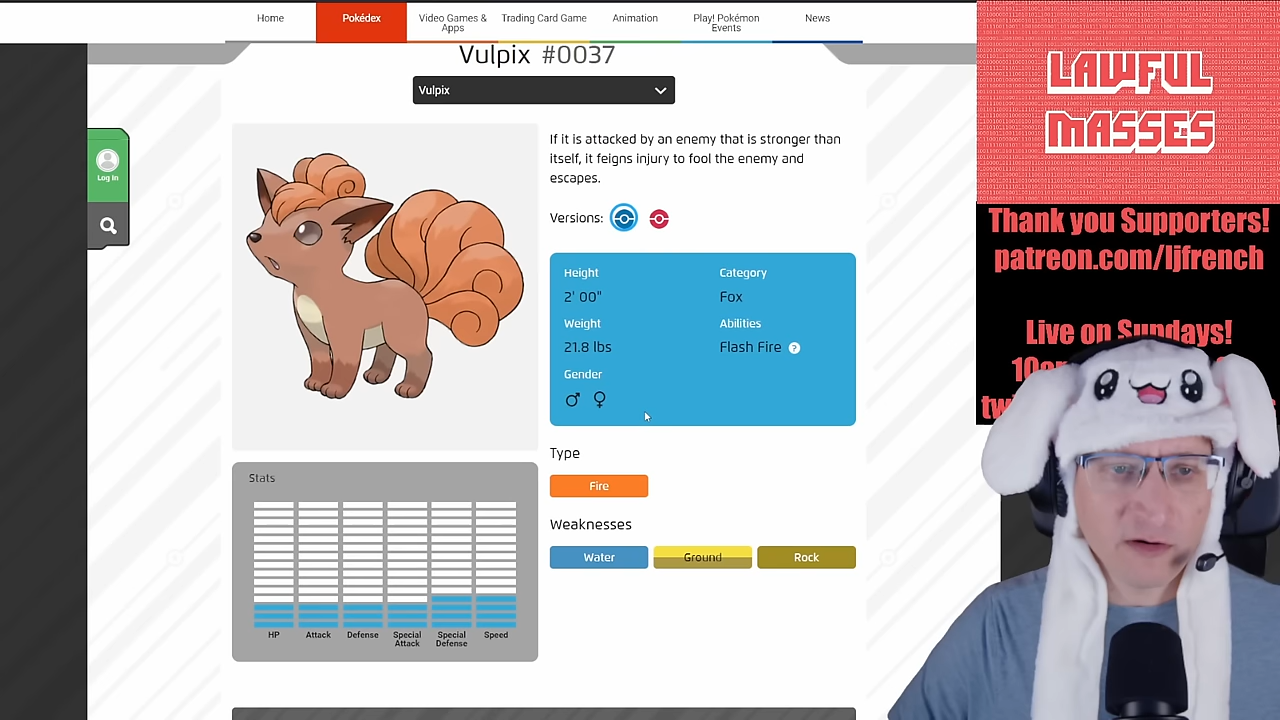 Home
Pokédex
Video Games &
Apps
Trading Card Game
Animation
Play! Pokémon
Events
News
Vulpix #0037
Vulpix
Log In
If it is attacked by an enemy that is stronger than
itself, it feigns injury to fool the enemy and
escapes.
Versions:
Height
Category
2' 00"
Fox
Weight
Abilities
21.8 lbs
Flash Fire ?
Gender
Type
Fire
Weaknesses
Water
Ground
Rock
Stats
HP
Attack
Defense
Special
Attack
Special
Defense
Speed
LAWFUL
MASSES
Thank you Supporters!
patreon.com/ljfrench
Live on Sundays!